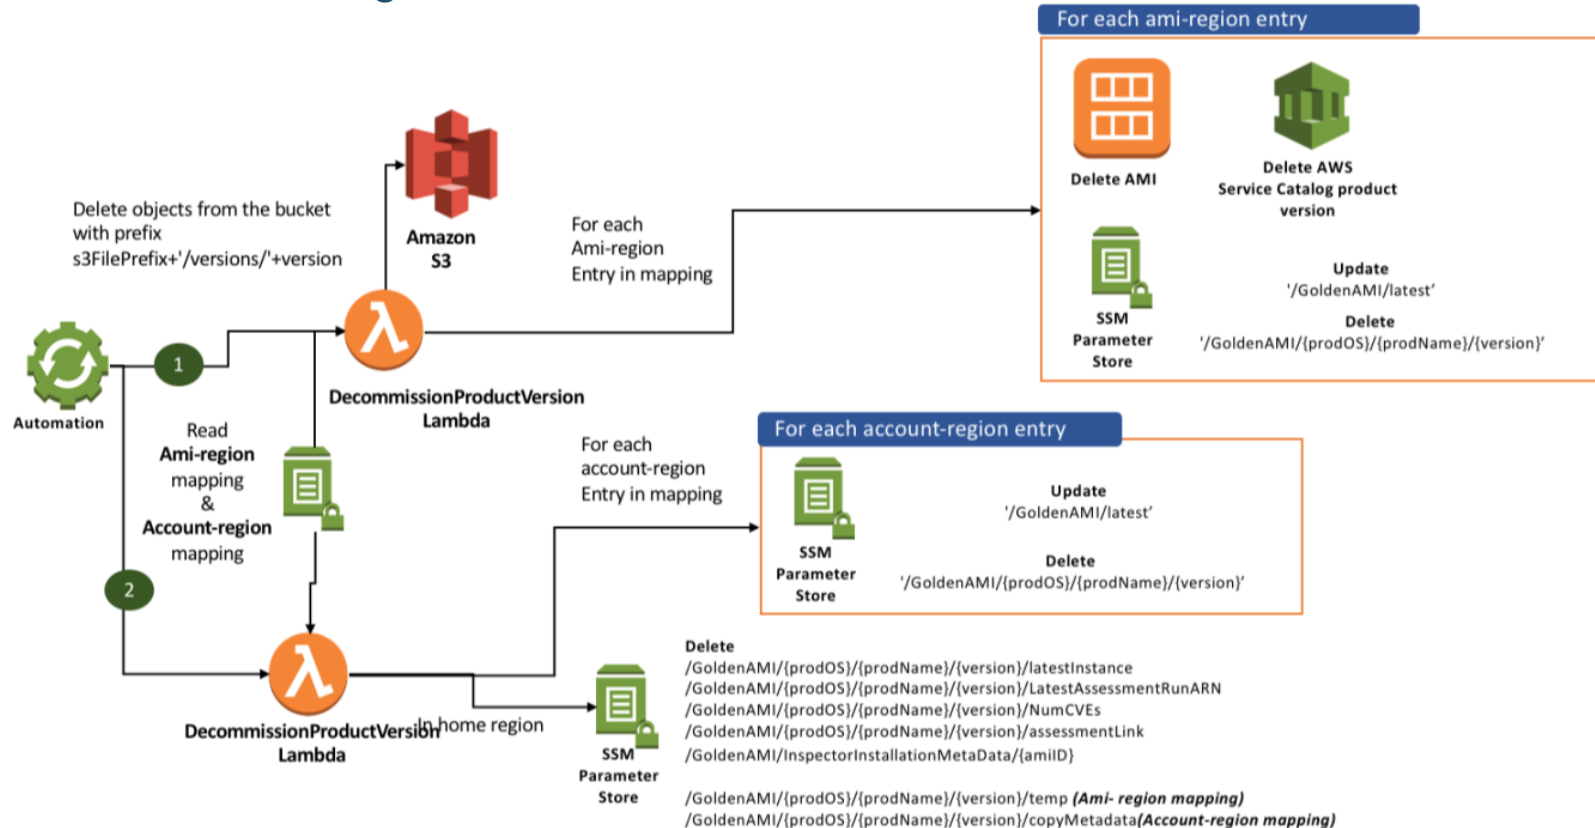 For each ami-region entry
Delete AMI
Delete AWS
Service Catalog product
version
SSM
Parameter
Store
Update
'/GoldenAMI/latest’
Delete
'/GoldenAMI/{prodOS}/{prodName}/{version}’
Delete objects from the bucket
with prefix
s3FilePrefix+'/versions/'+version
Amazon
S3
For each
Ami-region
Entry in mapping
1
Automation
DecommissionProductVersion
Lambda
Read
Ami-region
mapping
&
Account-region
mapping
For each
account-region
Entry in mapping
For each account-region entry
SSM
Parameter
Store
Update
'/GoldenAMI/latest’
Delete
'/GoldenAMI/{prodOS}/{prodName}/{version}’
2
DecommissionProductVersion
Lambda
In home region
SSM
Parameter
Store
Delete
/GoldenAMI/{prodOS}/{prodName}/{version}/latestInstance
/GoldenAMI/{prodOS}/{prodName}/{version}/LatestAssessmentRunARN
/GoldenAMI/{prodOS}/{prodName}/{version}/NumCVEs
/GoldenAMI/{prodOS}/{prodName}/{version}/assessmentLink
/GoldenAMI/InspectorInstallationMetaData/{amiID}
/GoldenAMI/{prodOS}/{prodName}/{version}/temp (Ami- region mapping)
/GoldenAMI/{prodOS}/{prodName}/{version}/copyMetadata(Account-region mapping)